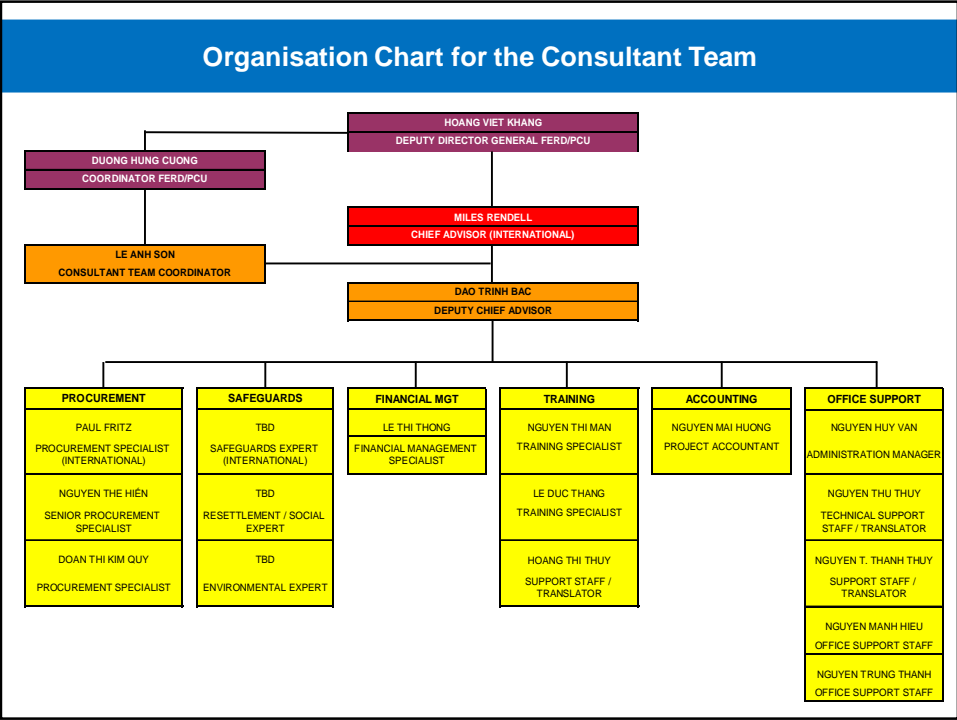 Organisation Chart for the Consultant Team
HOANG VIET KHANG
DEPUTY DIRECTOR GENERAL FERD/PCU
DUONG HUNG CUONG
COORDINATOR FERD/PCU
MILES RENDELL
CHIEF ADVISOR (INTERNATIONAL)
LE ANH SON
CONSULTANT TEAM COORDINATOR
DAO TRINH BAC
DEPUTY CHIEF ADVISOR
PROCUREMENT
PAUL FRITZ
PROCUREMENT SPECIALIST
(INTERNATIONAL)
NGUYEN THE HIÊN
SENIOR PROCUREMENT
SPECIALIST
DOAN THI KIM QUY
PROCUREMENT SPECIALIST
SAFEGUARDS
TBD
SAFEGUARDS EXPERT
(INTERNATIONAL)
TBD
RESETTLEMENT / SOCIAL
EXPERT
TBD
ENVIRONMENTAL EXPERT
FINANCIAL MGT
LE THI THONG
FINANCIAL MANAGEMENT
SPECIALIST
TRAINING
NGUYEN THI MAN
TRAINING SPECIALIST
LE DUC THANG
TRAINING SPECIALIST
HOANG THI THUY
SUPPORT STAFF /
TRANSLATOR
ACCOUNTING
NGUYEN MAI HUONG
PROJECT ACCOUNTANT
OFFICE SUPPORT
NGUYEN HUY VAN
ADMINISTRATION MANAGER
NGUYEN THU THUY
TECHNICAL SUPPORT
STAFF / TRANSLATOR
NGUYEN T. THANH THUY
SUPPORT STAFF /
TRANSLATOR
NGUYEN MANH HIEU
OFFICE SUPPORT STAFF
NGUYEN TRUNG THANH
OFFICE SUPPORT STAFF